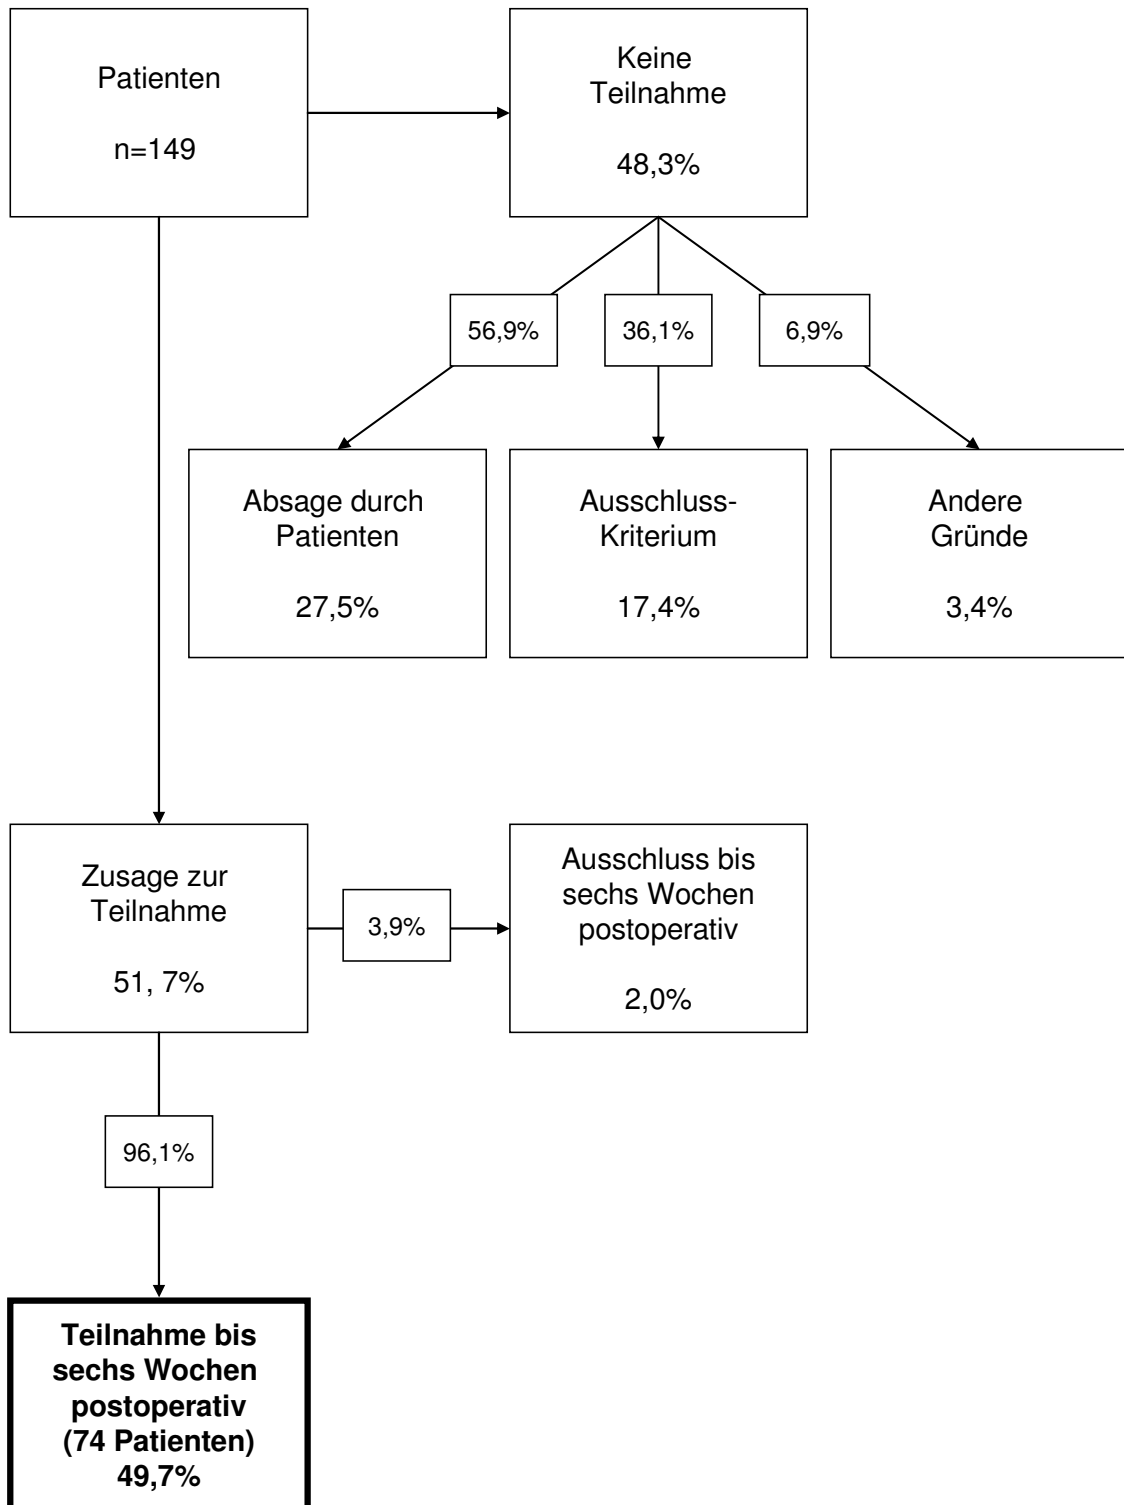 Patienten
n=149
Keine
Teilnahme
48,3%
56,9%
36,1%
6,9%
Absage durch
Patienten
27,5%
Ausschluss-
Kriterium
17,4%
Andere
Gründe
3,4%
Zusage zur
Teilnahme
51, 7%
3,9%
Ausschluss bis
sechs Wochen
postoperativ
2,0%
96,1%
Teilnahme bis
sechs Wochen
postoperativ
(74 Patienten)
49,7%